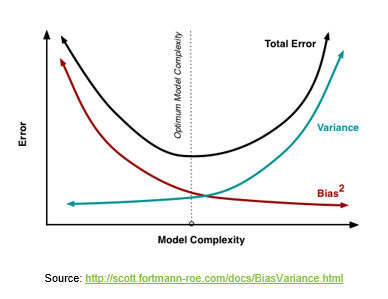 Total Error
Optimum Model Complexity
Variance
Error
Bias²
Model Complexity
Source: http://scott.fortmann-roe.com/docs/BiasVariance.html